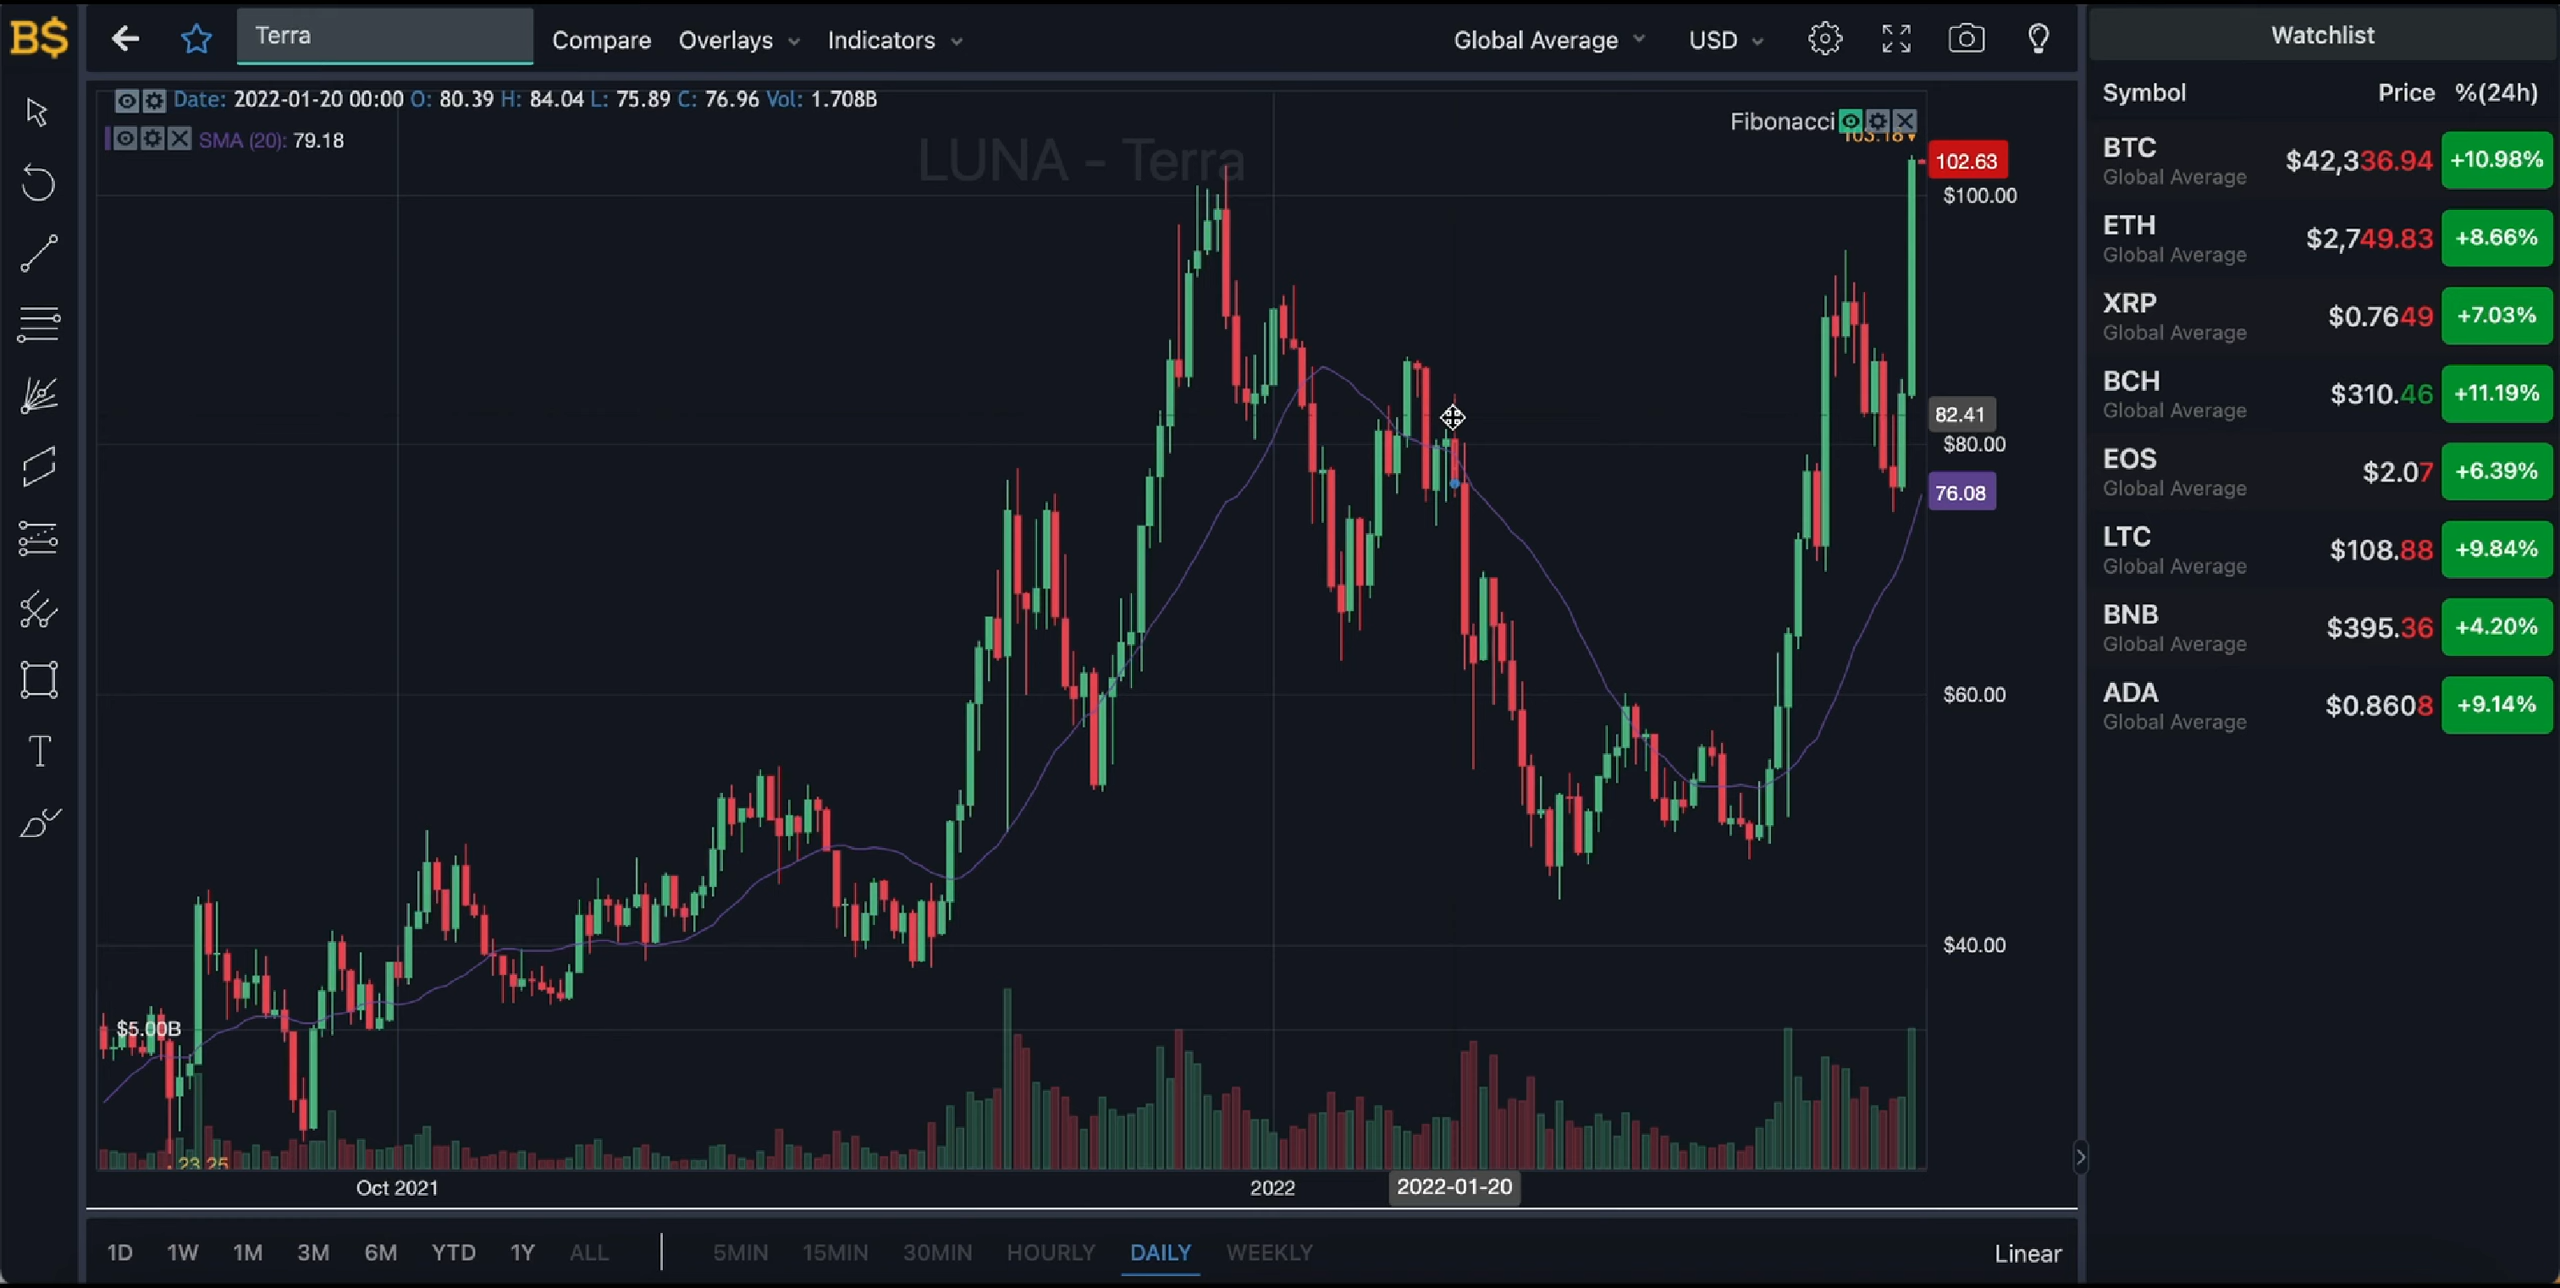 B$
Terra
Compare Overlays Indicators
Global Average USD
Date: 2022-01-20 00:00 O: 80.39 H: 84.04 L: 75.89 C: 76.96 Vol: 1.708B
SMA (20): 79.18
Fibonacci
103.18
LUNA - Terra
102.63
$100.00
82.41
$80.00
76.08
$60.00
$40.00
$5.00B
23.25
Oct 2021
2022
2022-01-20
1D 1W 1M 3M 6M YTD 1Y ALL 5MIN 15MIN 30MIN HOURLY DAILY WEEKLY Linear
Watchlist
Symbol Price %(24h)
BTC $42,336.94 +10.98%
Global Average
ETH $2,749.83 +8.66%
Global Average
XRP $0.7649 +7.03%
Global Average
BCH $310.46 +11.19%
Global Average
EOS $2.07 +6.39%
Global Average
LTC $108.88 +9.84%
Global Average
BNB $395.36 +4.20%
Global Average
ADA $0.8608 +9.14%
Global Average